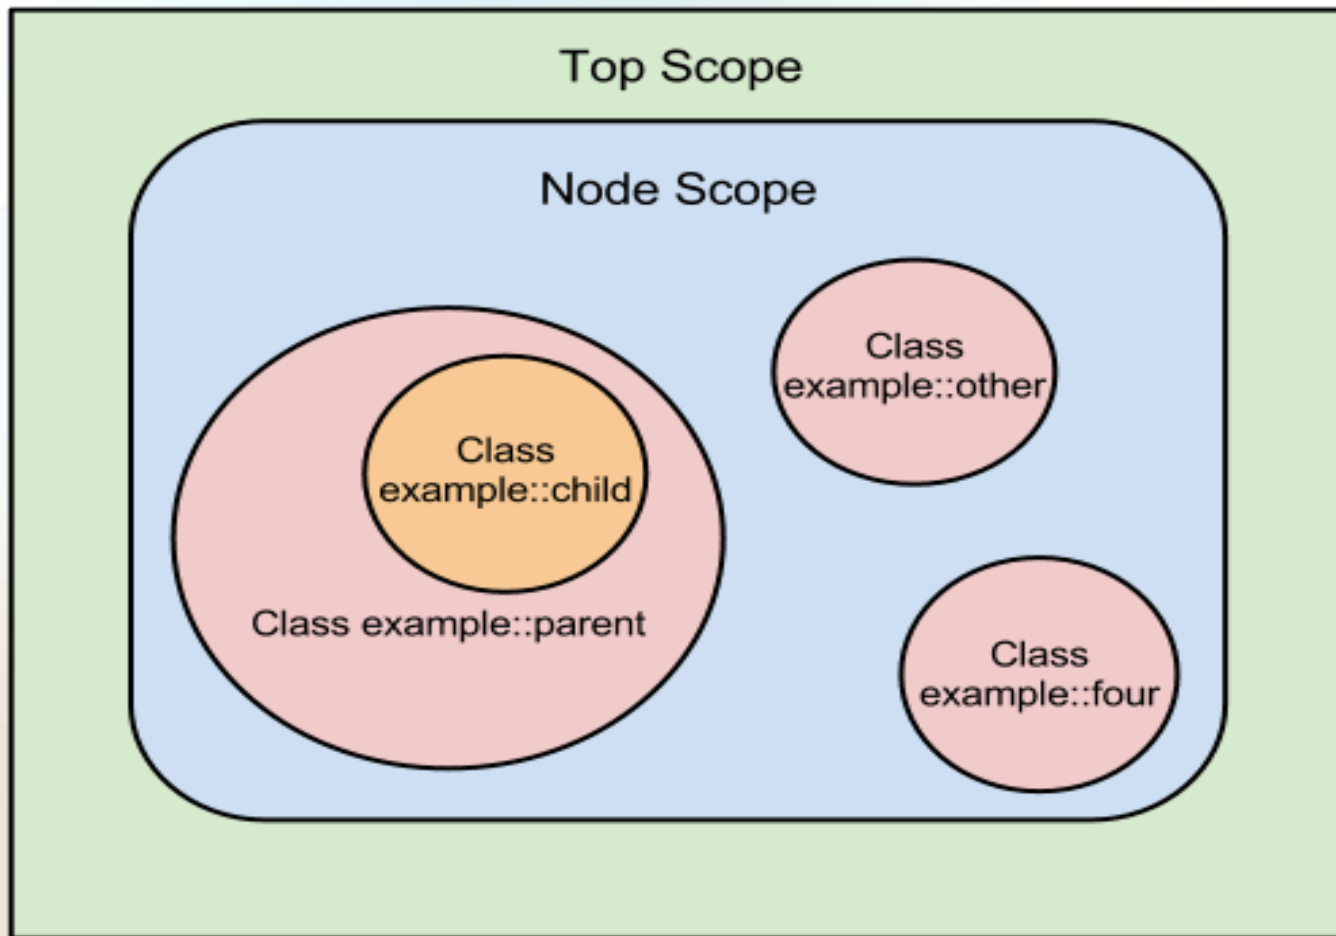 Top Scope
Node Scope
Class
example::other
Class
example::child
Class example::parent
Class
example::four